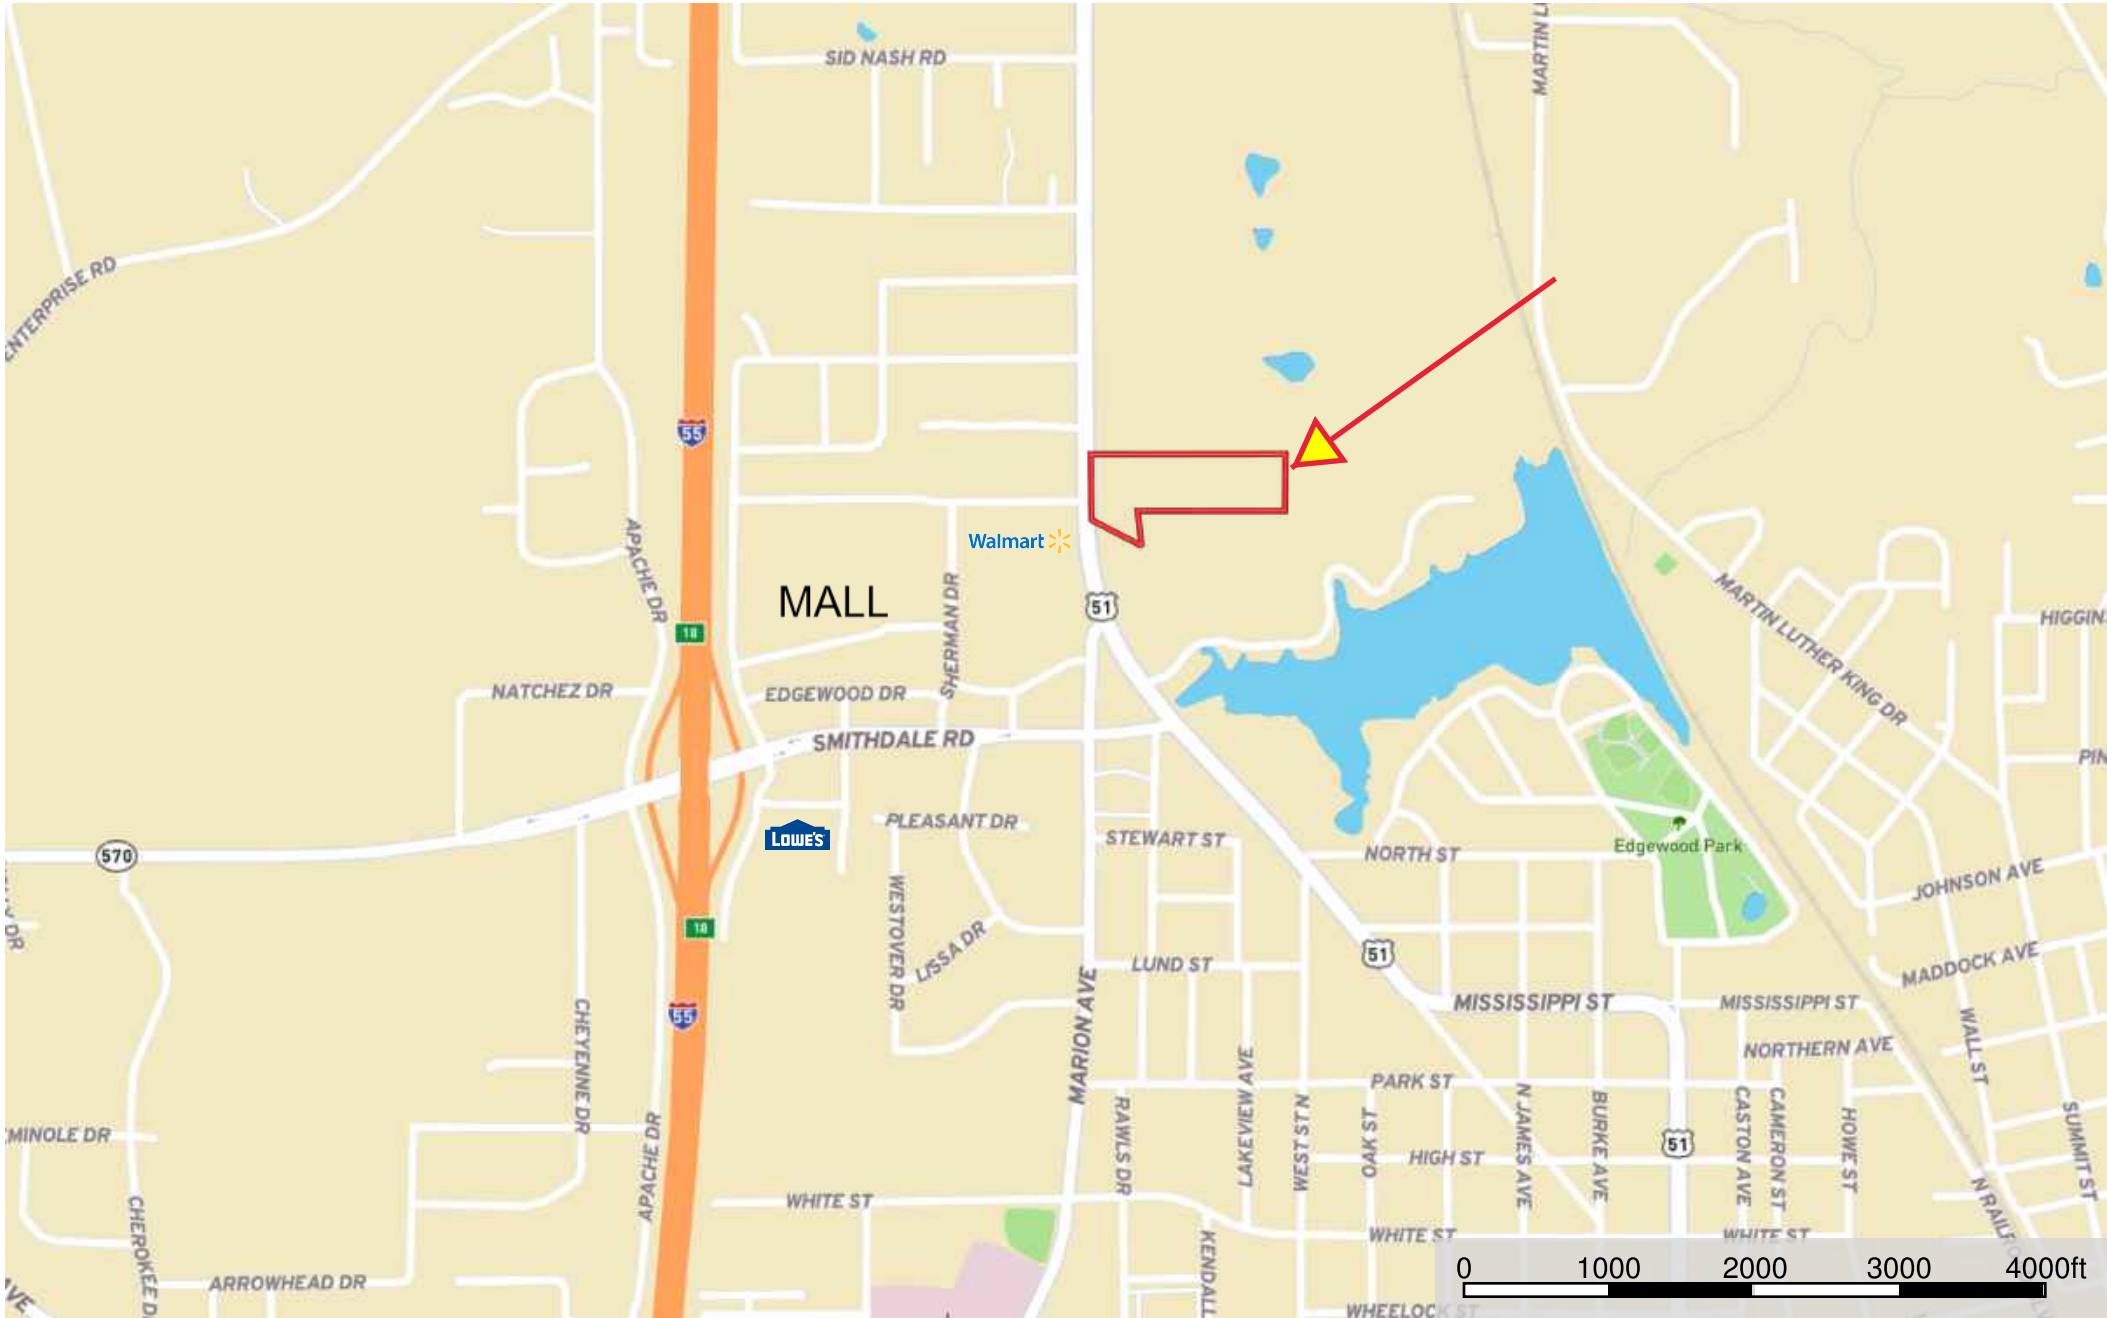 SID NASH RD
MARTIN L
ENTERPRISE RD
55
APACHE DR
Walmart
MALL
51
18
SHERMAN DR
MARTIN LUTHER KING DR
HIGGIN
NATCHEZ DR
EDGEWOOD DR
SMITHDALE RD
PIN
LOWE'S
PLEASANT DR
STEWART ST
NORTH ST
Edgewood Park
570
JOHNSON AVE
WESTOVER DR
LISSA DR
18
DR
LUND ST
51
MADDOCK AVE
MARION AVE
MISSISSIPPI ST
MISSISSIPPI ST
55
CHEYENNE DR
WALL ST
NORTHERN AVE
PARK ST
LAKEVIEW AVE
WEST ST N
OAK ST
N JAMES AVE
BURKE AVE
CASTON AVE
CAMERON ST
HOWE ST
SUMMIT ST
RAWLS DR
MINOLE DR
APACHE DR
51
HIGH ST
WHITE ST
CHEROKEE D
N RAILRO
KENDALL
WHITE ST
WHITE ST
ARROWHEAD DR
AVE
0 1000 2000 3000 4000ft
WHEELOCK ST